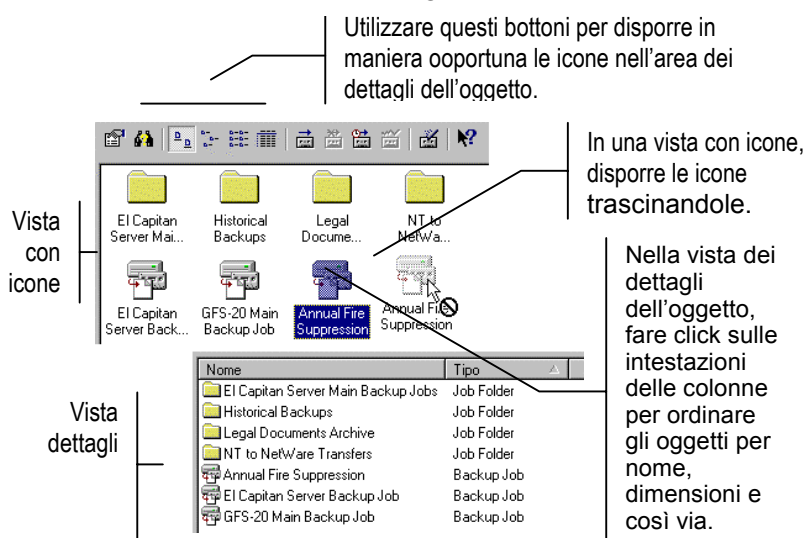 Utilizzare questi bottoni per disporre in
maniera ooportuna le icone nell'area dei
dettagli dell'oggetto.
In una vista con icone,
disporre le icone
trascinandole.
Vista
con
icone
El Capitan
Server Mai...
Historical
Backups
Legal
Docume...
NT to
NetWa...
El Capitan
Server Back...
GFS-20 Main
Backup Job
Annual Fire
Suppression
Annual Fire
Suppression
Nella vista dei
dettagli
dell'oggetto,
fare click sulle
intestazioni
delle colonne
per ordinare
gli oggetti per
nome,
dimensioni e
così via.
Vista
dettagli
Nome Tipo
El Capitan Server Main Backup Jobs Job Folder
Historical Backups Job Folder
Legal Documents Archive Job Folder
NT to NetWare Transfers Job Folder
Annual Fire Suppression Backup Job
El Capitan Server Backup Job Backup Job
GFS-20 Main Backup Job Backup Job